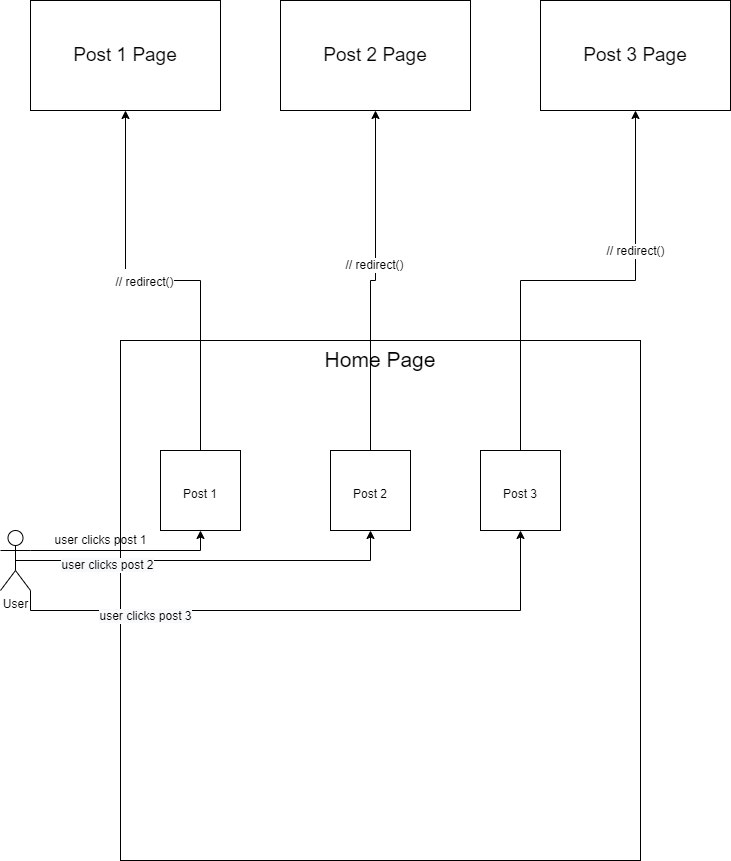 Post 1 Page
Post 2 Page
Post 3 Page
// redirect()
// redirect()
// redirect()
Home Page
Post 1
Post 2
Post 3
user clicks post 1
user clicks post 2
User
user clicks post 3